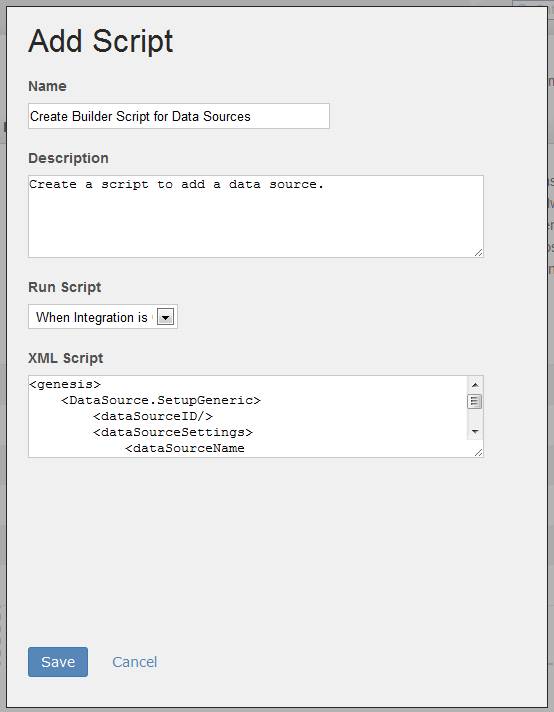 Add Script
Name
Create Builder Script for Data Sources
Description
Create a script to add a data source.
Run Script
When Integration is
XML Script
<genesis>
<DataSource.SetupGeneric>
<dataSourceID/>
<dataSourceSettings>
<dataSourceName
Save
Cancel